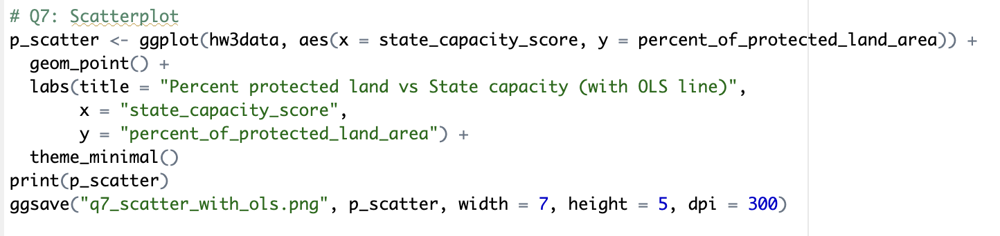 # Q7: Scatterplot
p_scatter <- ggplot(hw3data, aes(x = state_capacity_score, y = percent_of_protected_land_area)) +
  geom_point() +
  labs(title = "Percent protected land vs State capacity (with OLS line)",
       x = "state_capacity_score",
       y = "percent_of_protected_land_area") +
  theme_minimal()
print(p_scatter)
ggsave("q7_scatter_with_ols.png", p_scatter, width = 7, height = 5, dpi = 300)